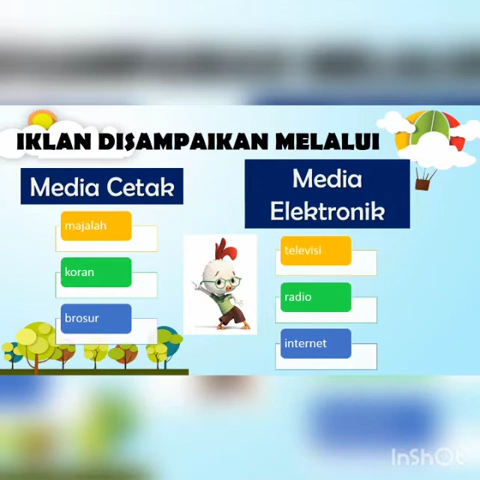 IKLAN DISAMPAIKAN MELALUI
Media Cetak
majalah
koran
brosur
Media
Elektronik
televisi
radio
internet
InShOt